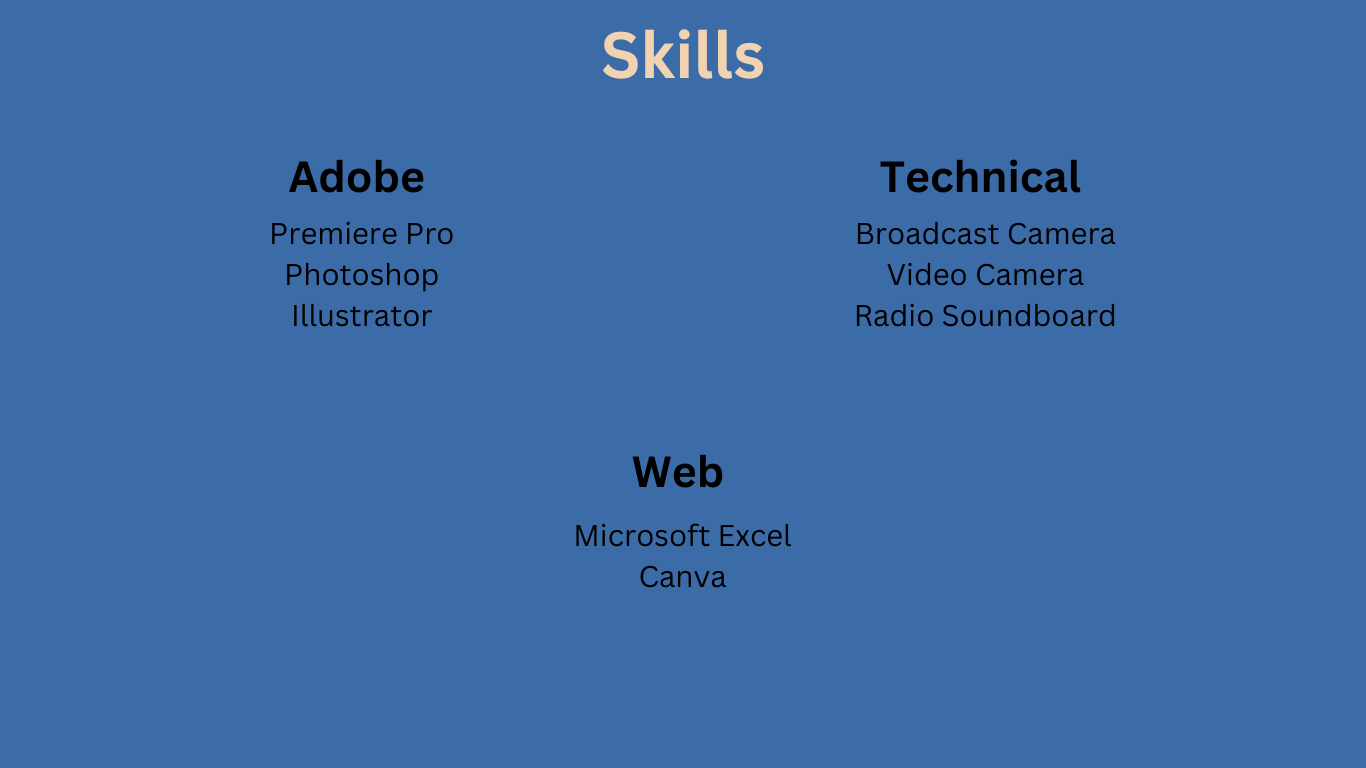 Skills
Adobe
Premiere Pro
Photoshop
Illustrator
Technical
Broadcast Camera
Video Camera
Radio Soundboard
Web
Microsoft Excel
Canva